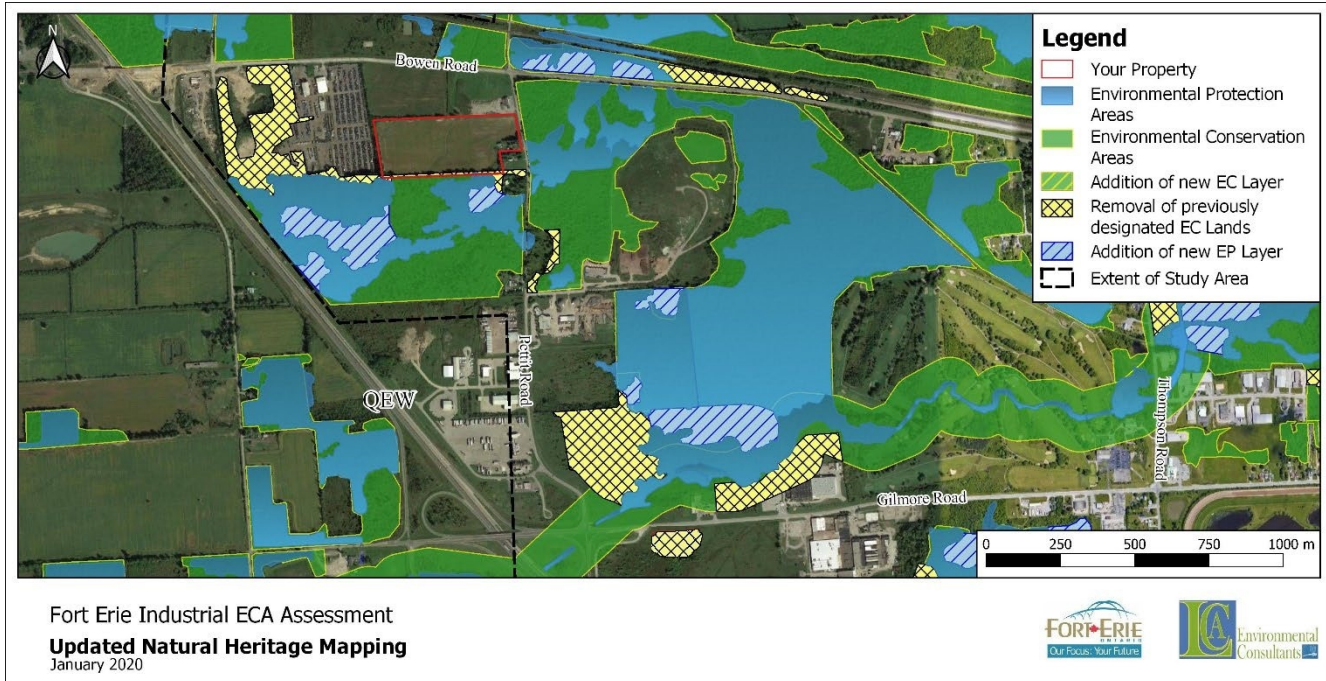 N
Bowen Road
Pettit Road
QEW
Gilmore Road
Thompson Road
Legend
Your Property
Environmental Protection
Areas
Environmental Conservation
Areas
Addition of new EC Layer
Removal of previously
designated EC Lands
Addition of new EP Layer
Extent of Study Area
0 250 500 750 1000 m
Fort Erie Industrial ECA Assessment
Updated Natural Heritage Mapping
January 2020
FORT ERIE
ONTARIO
Our Focus: Your Future
LCA
Environmental
Consultants